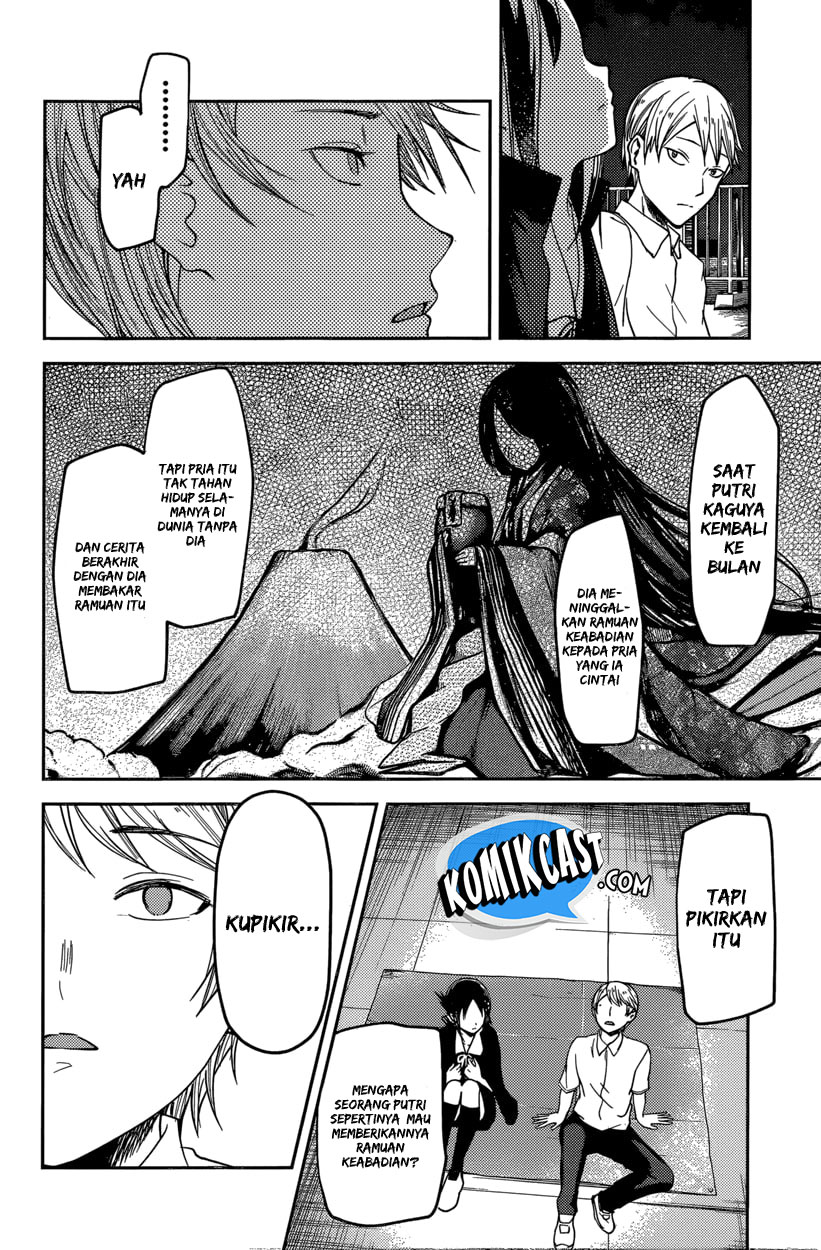 .........
YAH
SAAT
PUTRI
KAGUYA
KEMBALI
KE
BULAN
DIA ME-
NINGGAL-
KAN RAMUAN
KEABADIAN
KEPADA PRIA
YANG IA
CINTAI
TAPI PRIA ITU
TAK TAHAN
HIDUP SELA-
MANYA DI
DUNIA TANPA
DIA
DAN CERITA
BERAKHIR
DENGAN DIA
MEMBAKAR
RAMUAN ITU
TAPI
PIKIRKAN
ITU
KOMIKCAST
.COM
MENGAPA
SEORANG PUTRI
SEPERTINYA MAU
MEMBERIKANNYA
RAMUAN
KEABADIAN?
KUPIKIR...